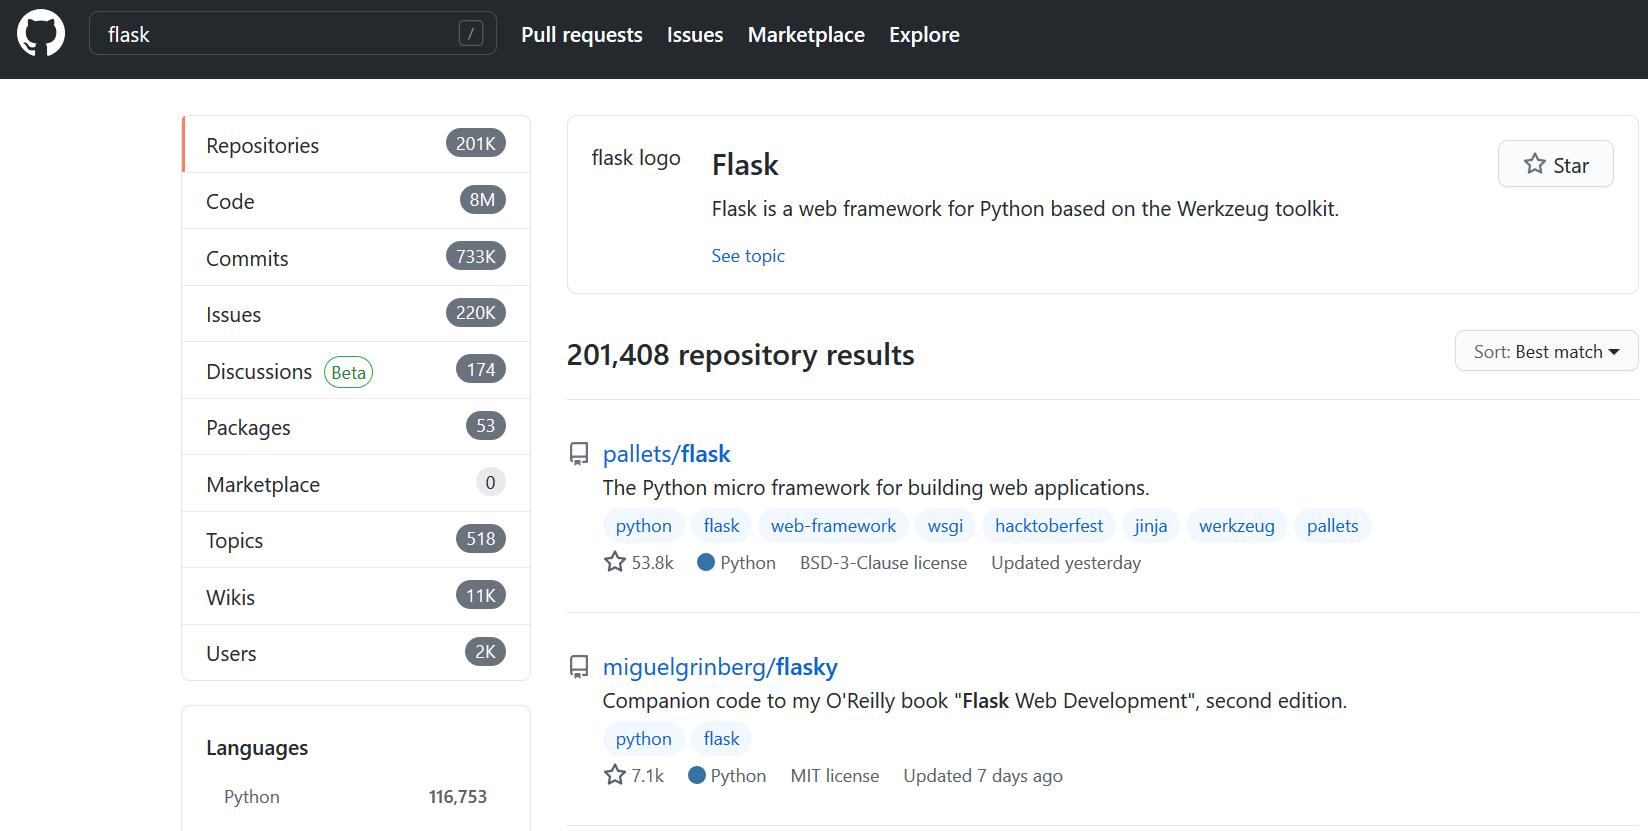 flask /
Pull requests Issues Marketplace Explore
Repositories 201K
Code 8M
Commits 733K
Issues 220K
Discussions Beta 174
Packages 53
Marketplace 0
Topics 518
Wikis 11K
Users 2K
Languages
Python 116,753
flask logo
Flask
Star
Flask is a web framework for Python based on the Werkzeug toolkit.
See topic
201,408 repository results
Sort: Best match
pallets/flask
The Python micro framework for building web applications.
python flask web-framework wsgi hacktoberfest jinja werkzeug pallets
53.8k Python BSD-3-Clause license Updated yesterday
miguelgrinberg/flasky
Companion code to my O'Reilly book "Flask Web Development", second edition.
python flask
7.1k Python MIT license Updated 7 days ago